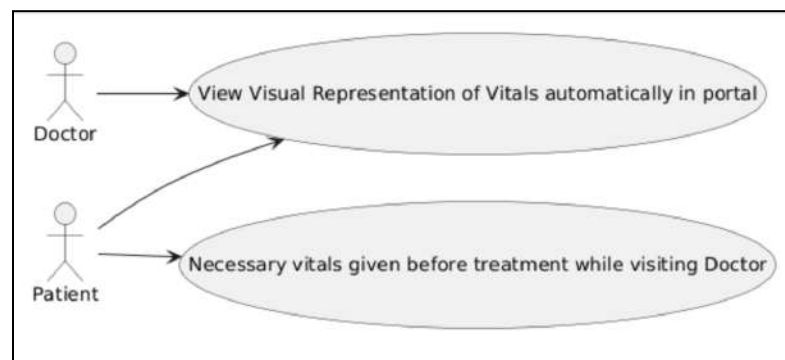 View Visual Representation of Vitals automatically in portal
Doctor
Necessary vitals given before treatment while visiting Doctor
Patient